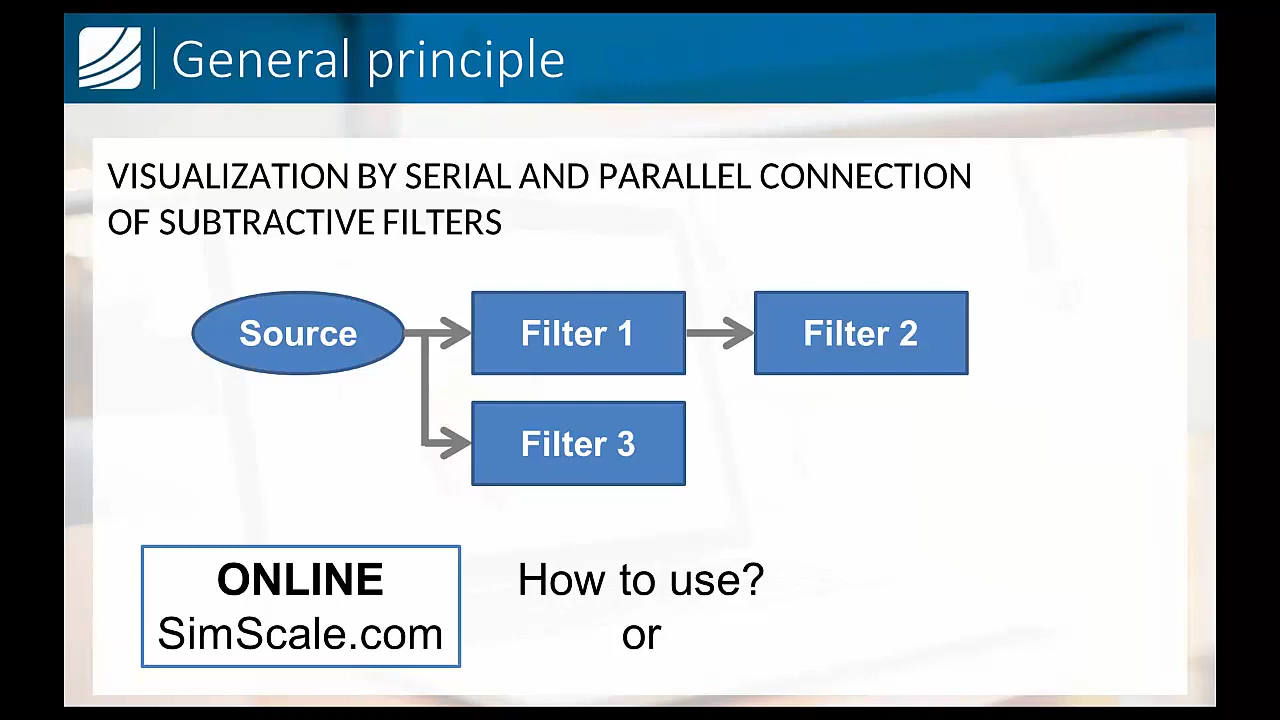 General principle
VISUALIZATION BY SERIAL AND PARALLEL CONNECTION
OF SUBTRACTIVE FILTERS
Source
Filter 1
Filter 2
Filter 3
ONLINE
SimScale.com
How to use?
or